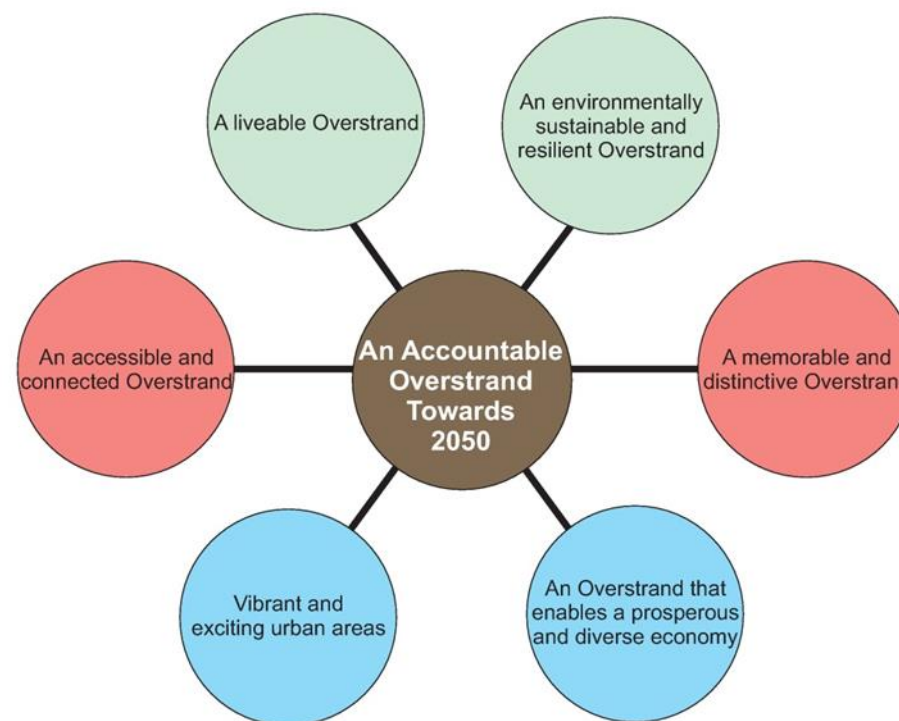 A liveable Overstrand
An environmentally
sustainable and
resilient Overstrand
An accessible and
connected Overstrand
An Accountable
Overstrand
Towards
2050
A memorable and
distinctive Overstran
Vibrant and
exciting urban areas
An Overstrand that
enables a prosperous
and diverse economy